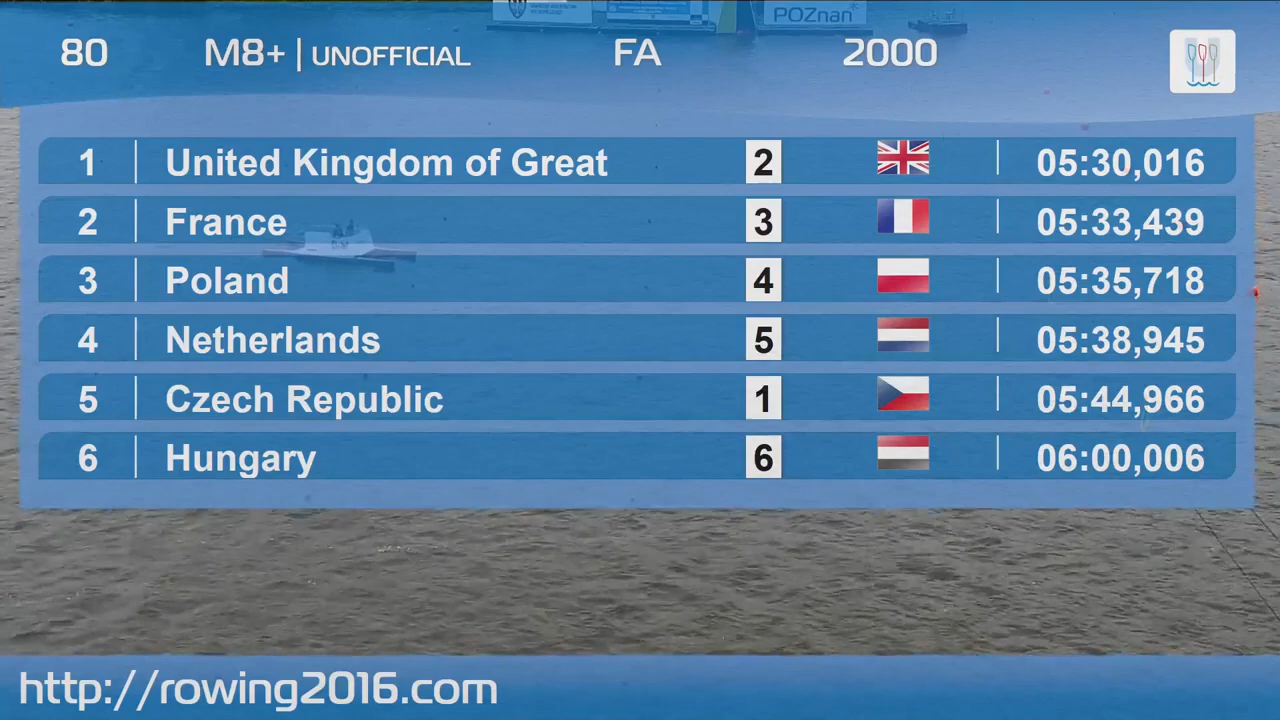 POZnan*
80 M8+ | UNOFFICIAL FA 2000
1 United Kingdom of Great 2 05:30,016
2 France 3 05:33,439
3 Poland 4 05:35,718
4 Netherlands 5 05:38,945
5 Czech Republic 1 05:44,966
6 Hungary 6 06:00,006
http://rowing2016.com